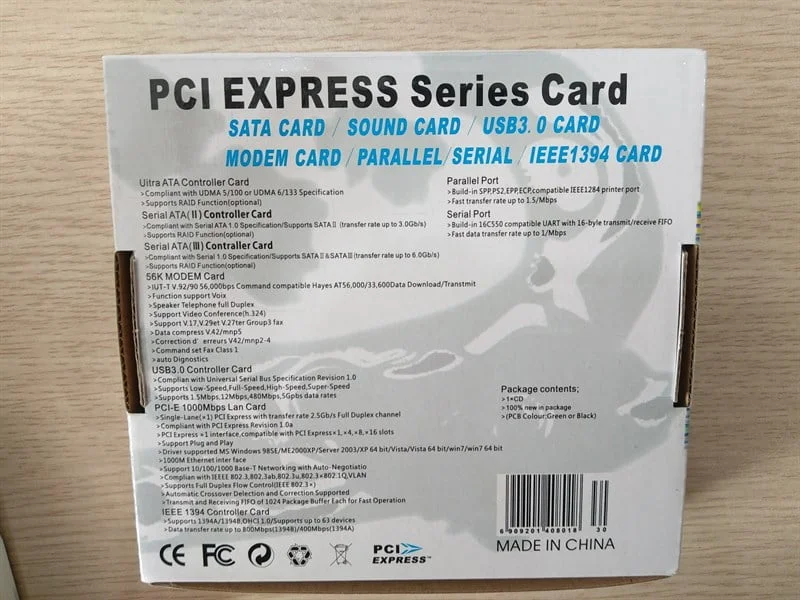 PCI EXPRESS Series Card
SATA CARD / SOUND CARD / USB3.0 CARD
MODEM CARD / PARALLEL/SERIAL / IEEE1394 CARD
Uitra ATA Controller Card
>Compliant with UDMA 5/100 or UDMA 6/133 Specification
>Supports RAID Function(optional)
Serial ATA(Ⅱ) Controller Card
>Compliant with Serial ATA 1.0 Specification/Supports SATAⅡ (transfer rate up to 3.0Gb/s)
>Supports RAID Function(optional)
Serial ATA(Ⅲ) Controller Card
>Compliant with Serial 1.0 Specification/Supports SATAⅡ&SATAⅢ(transfer rate up to 6.0Gb/s)
>Supports RAID Function(optional)
56K MODEM Card
>IUT-T V.92/90 56,000bps Command compatible Hayes AT56,000/33,600Data Download/Transmit
>Function support Voix
>Speaker Telephone full Duplex
>Support Video Conference(h.324)
>Support V.17,V.29et V.27ter Group3 fax
>Data compress V.42/mnp5
>Correction d' erreurs V42/mnp2-4
>Command set Fax Class 1
>auto Dignostics
USB3.0 Controller Card
>Complian with Universal Serial Bus Specification Revision 1.0
>Supports Low-Speed,Full-Speed,High-Speed,Super-Speed
>Supports 1.5Mbps,12Mbps,480Mbps,5Gpbs data rates
PCI-E 1000Mbps Lan Card
>Single-Lane(×1) PCI Express with transfer rate 2.5Gb/s Full Duplex channel
>Compliant with PCI Express Revision 1.0a
>PCI Express ×1 interface,compatible with PCI Express×1,×4,×8,×16 slots
>Support Plug and Play
>Driver supported MS Windows 98SE/ME2000XP/Server 2003/XP 64 bit/Vista/Vista 64 bit/win7/win7 64 bit
>1000M Ethernet inter face
>Support 10/100/1000 Base-T Networking with Auto-Negotiatio
>Compliant with IEEEE 802.3,802.3ab,802.3u,802.3×802.1Q,VLAN
>Supports Full Duplex Flow Control(IEEE 802.3×)
>Automatic Crossover Detection and Correction Supported
>Transmit and Receiving FIFO of 1024 Package Buffer Each for Fast Operation
IEEE 1394 Controller Card
>Supports 1394A/1394B,OHCI 1.0/Supports up to 63 devices
>Data transfer rate up to 800Mbps(1394B)/400Mbps(1394A)
Parallel Port
>Build-in SPP,PS2,EPP,ECP,compatible IEEE1284 printer port
>Fast transfer rate up to 1.5/Mbps
Serial Port
>Build-in 16C550 compatible UART with 16-byle transmit/receive FIFO
>Fast data transfer rate up to 1/Mbps
Package contents;
>1*CD
>100% new in package
>(PCB Colour:Green or Black)
6 909201 408018 30
MADE IN CHINA
CE FC
PCI
EXPRESS™